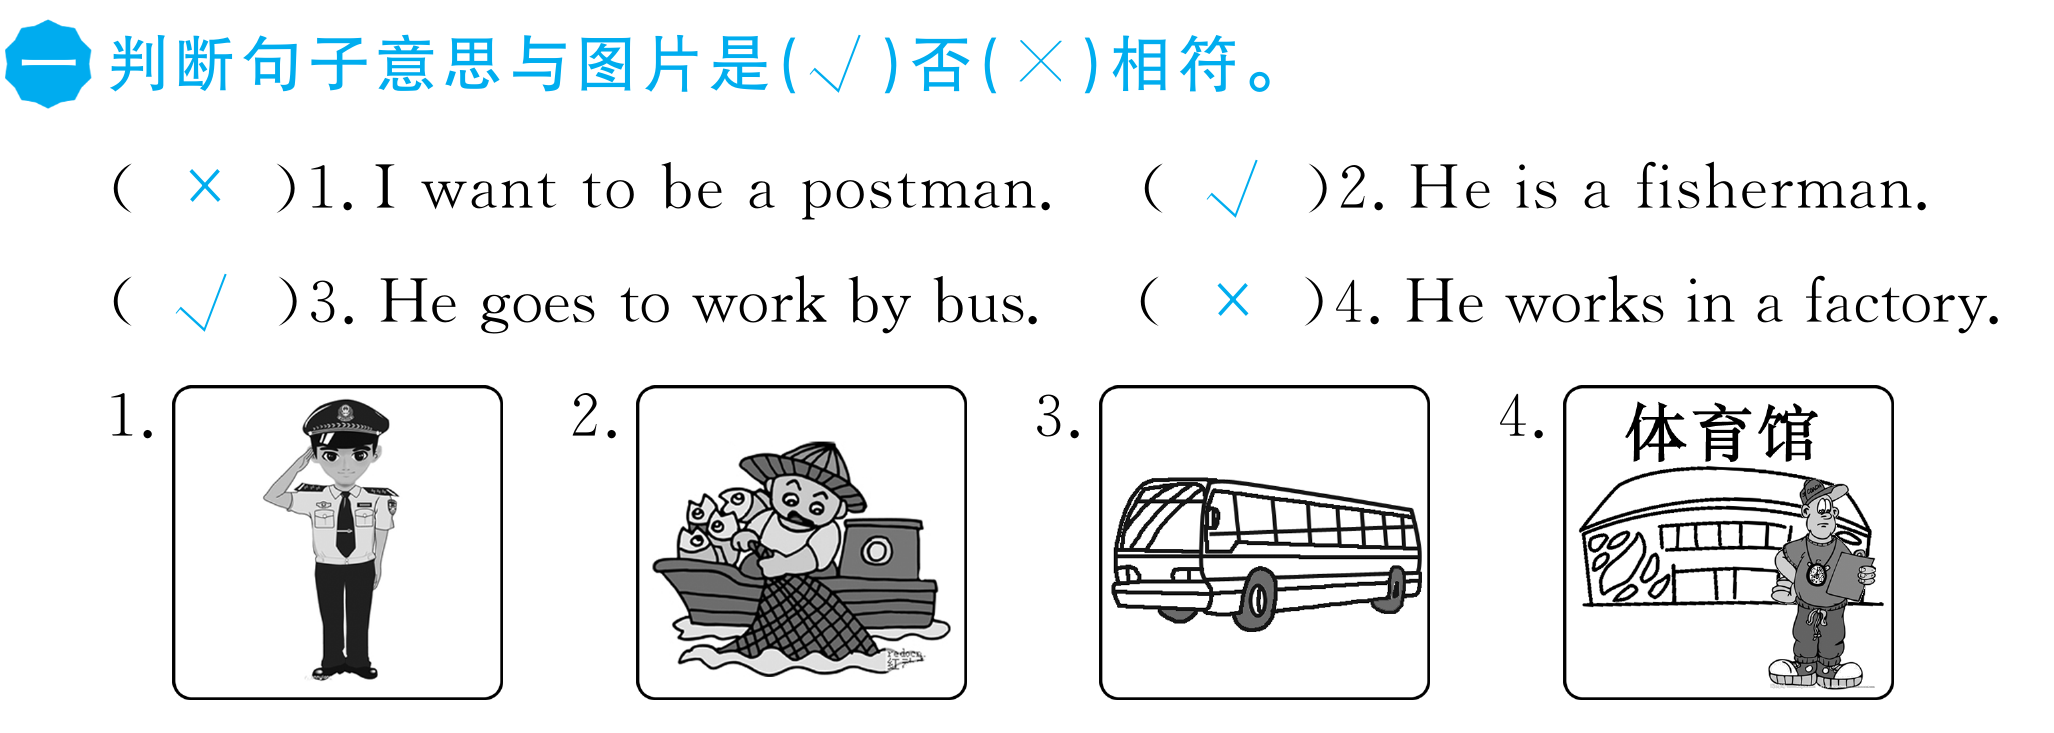 一 判断句子意思与图片是(√)否(×)相符。
( × )1. I want to be a postman. ( √ )2. He is a fisherman.
( √ )3. He goes to work by bus. ( × )4. He works in a factory.
1. 2. 3. 4. 体育馆